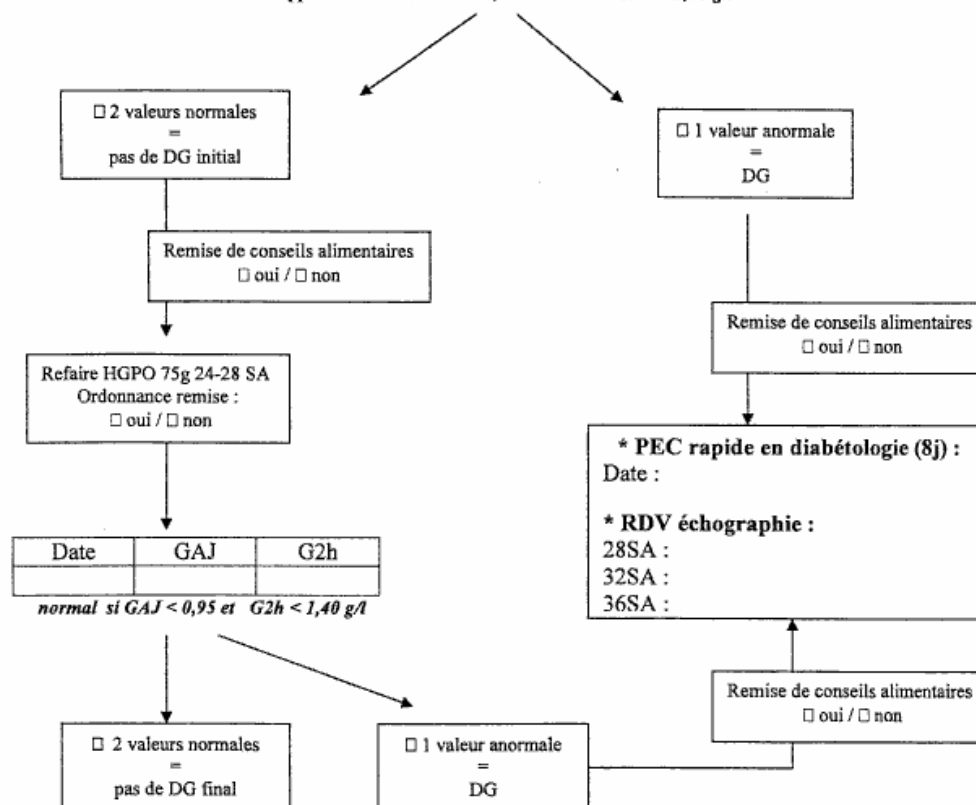 □ 2 valeurs normales
=
pas de DG initial
□ 1 valeur anormale
=
DG
Remise de conseils alimentaires
□ oui / □ non
Remise de conseils alimentaires
□ oui / □ non
Refaire HGPO 75g 24-28 SA
Ordonnance remise :
□ oui / □ non
* PEC rapide en diabétologie (8j) :
Date :
* RDV échographie :
28SA :
32SA :
36SA :
Date GAJ G2h
normal si GAJ < 0,95 et G2h < 1,40 g/l
Remise de conseils alimentaires
□ oui / □ non
□ 2 valeurs normales
=
pas de DG final
□ 1 valeur anormale
=
DG